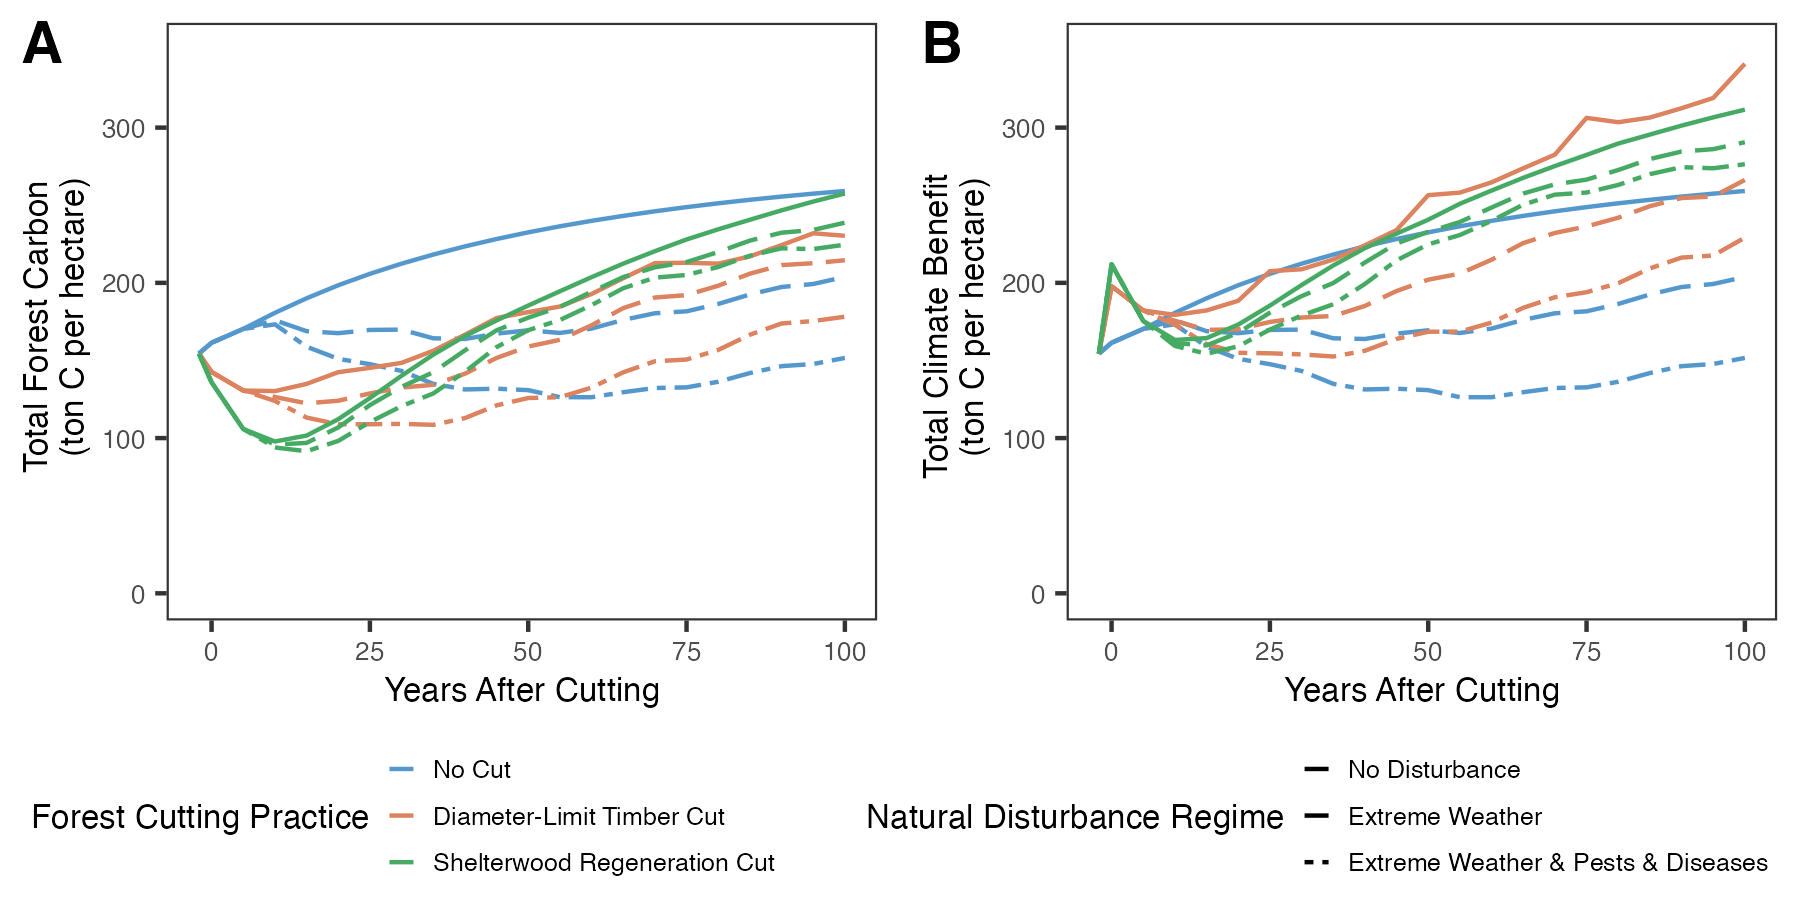 A
Total Forest Carbon
(ton C per hectare)
300
200
100
0
0 25 50 75 100
Years After Cutting
B
Total Climate Benefit
(ton C per hectare)
300
200
100
0
0 25 50 75 100
Years After Cutting
Forest Cutting Practice
No Cut
Diameter-Limit Timber Cut
Shelterwood Regeneration Cut
Natural Disturbance Regime
No Disturbance
Extreme Weather
Extreme Weather & Pests & Diseases